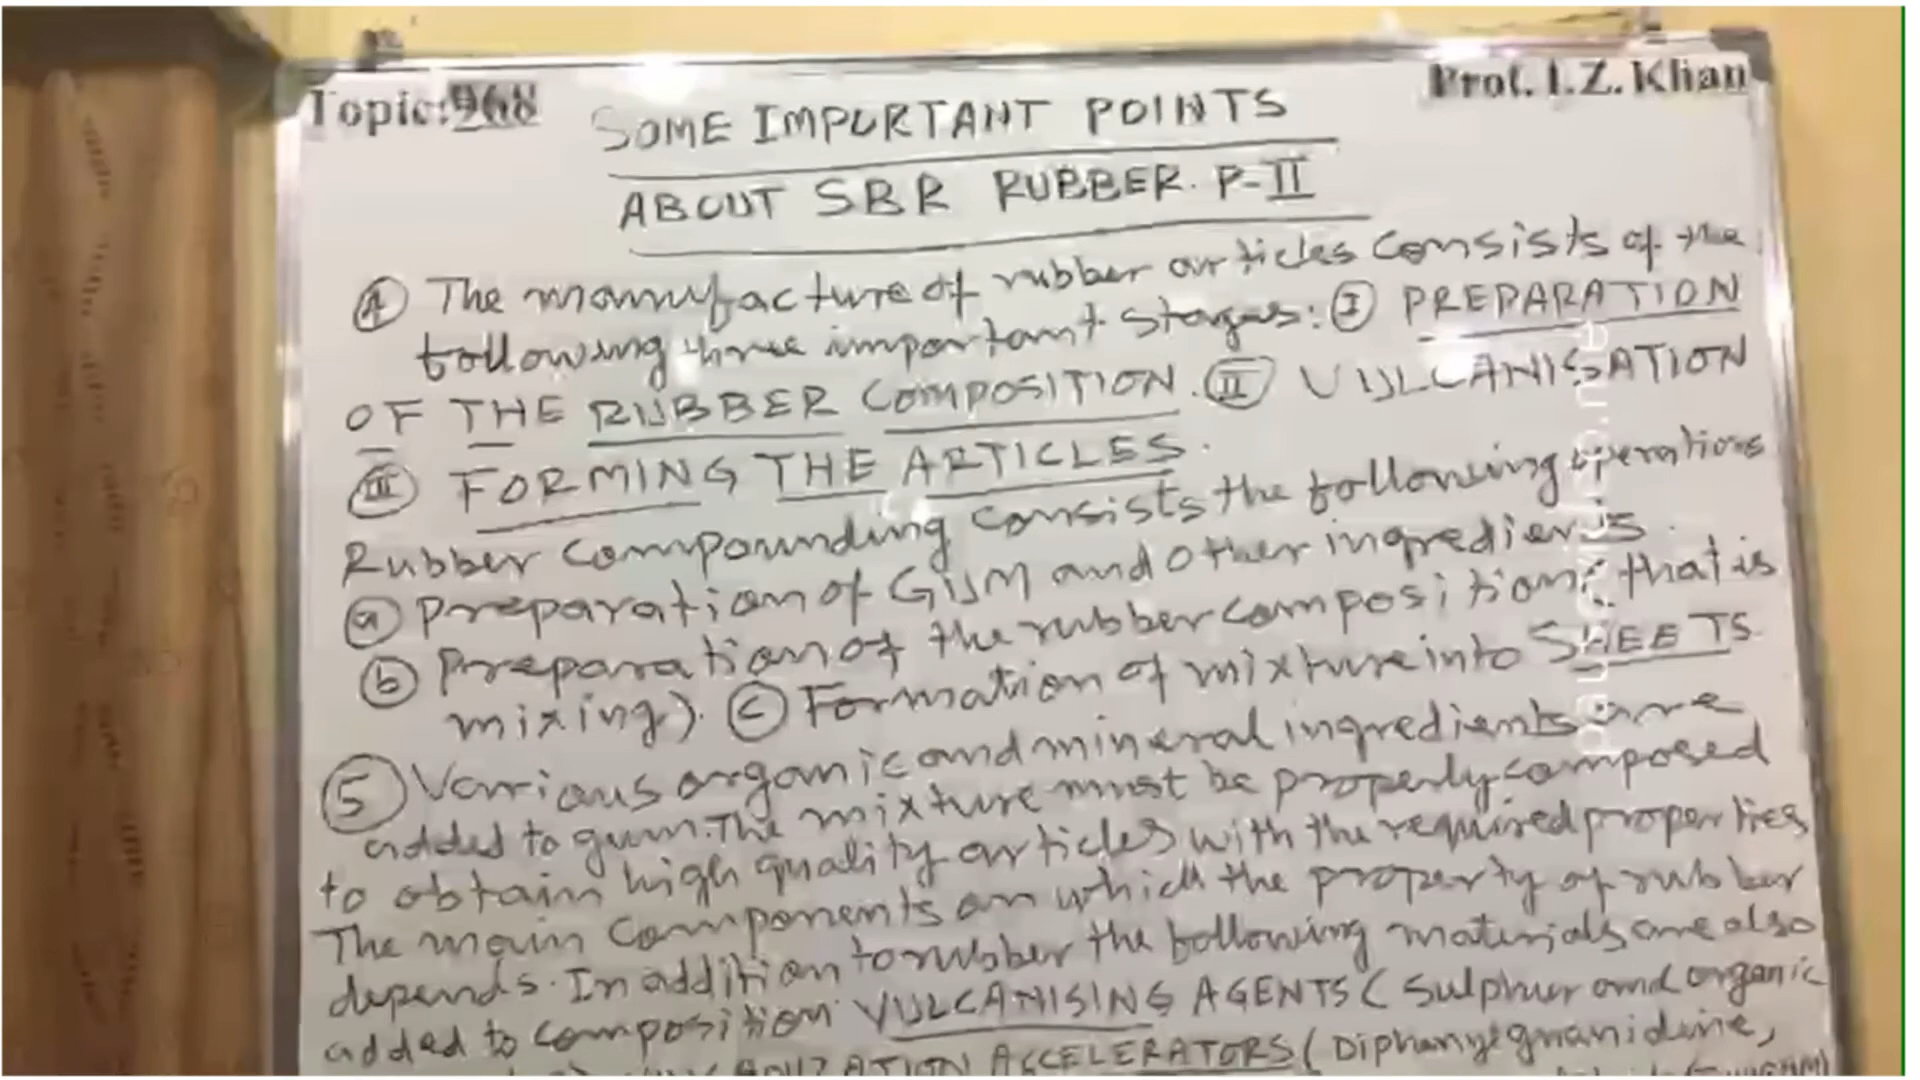 Topic:968
Prof. I.Z. Khan
SOME IMPORTANT POINTS
ABOUT SBR RUBBER. P-II
④ The manufacture of rubber articles consists of the
following three important stages: Ⓘ PREPARATION
OF THE RUBBER COMPOSITION. Ⅱ VULCANISATION
Ⅲ FORMING THE ARTICLES.
Rubber compounding consists the following operations
ⓐ Preparation of GUM and other ingredients
ⓑ Preparation of the rubber composition; that is
mixing). ⓒ Formation of mixture into SHEETS
⑤ Various organic and mineral ingredients are
added to gum. The mixture must be properly composed
to obtain high quality articles with the required properties
The main components on which the property of rubber
depends. In addition to rubber the following materials are also
added to composition VULCANISING AGENTS ( Sulphur and organic
ACCELERATORS ( Diphenyl guanidine,